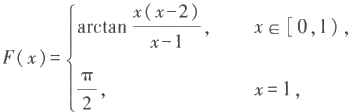 F(x)= { arctan x(x-2)/(x-1), x∈[0,1),
π/2, x=1,